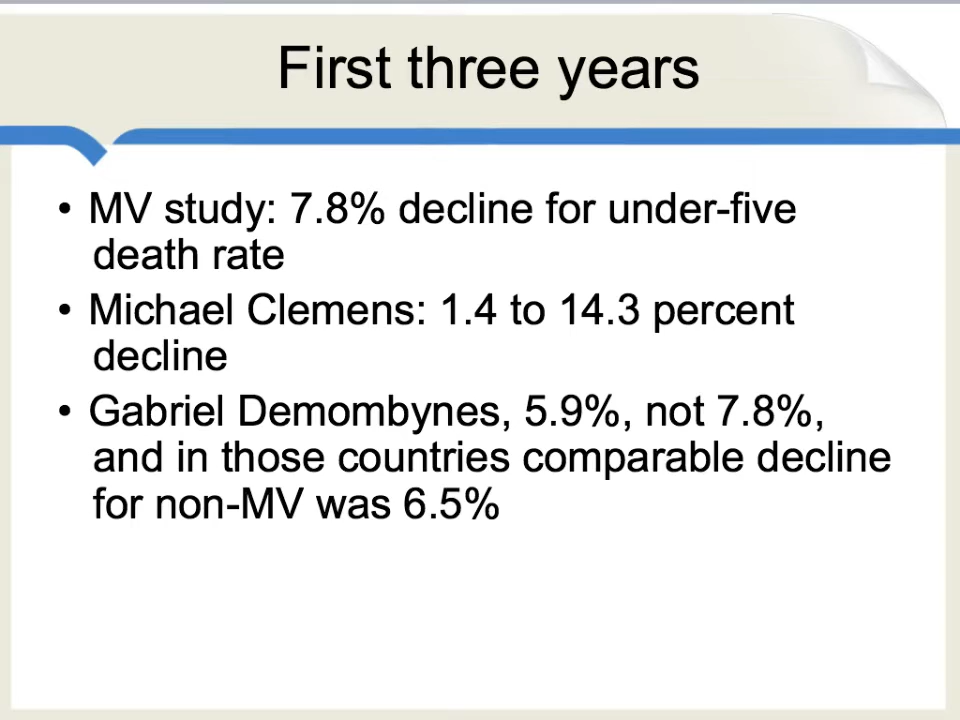 First three years
• MV study: 7.8% decline for under-five
death rate
• Michael Clemens: 1.4 to 14.3 percent
decline
• Gabriel Demombynes, 5.9%, not 7.8%,
and in those countries comparable decline
for non-MV was 6.5%